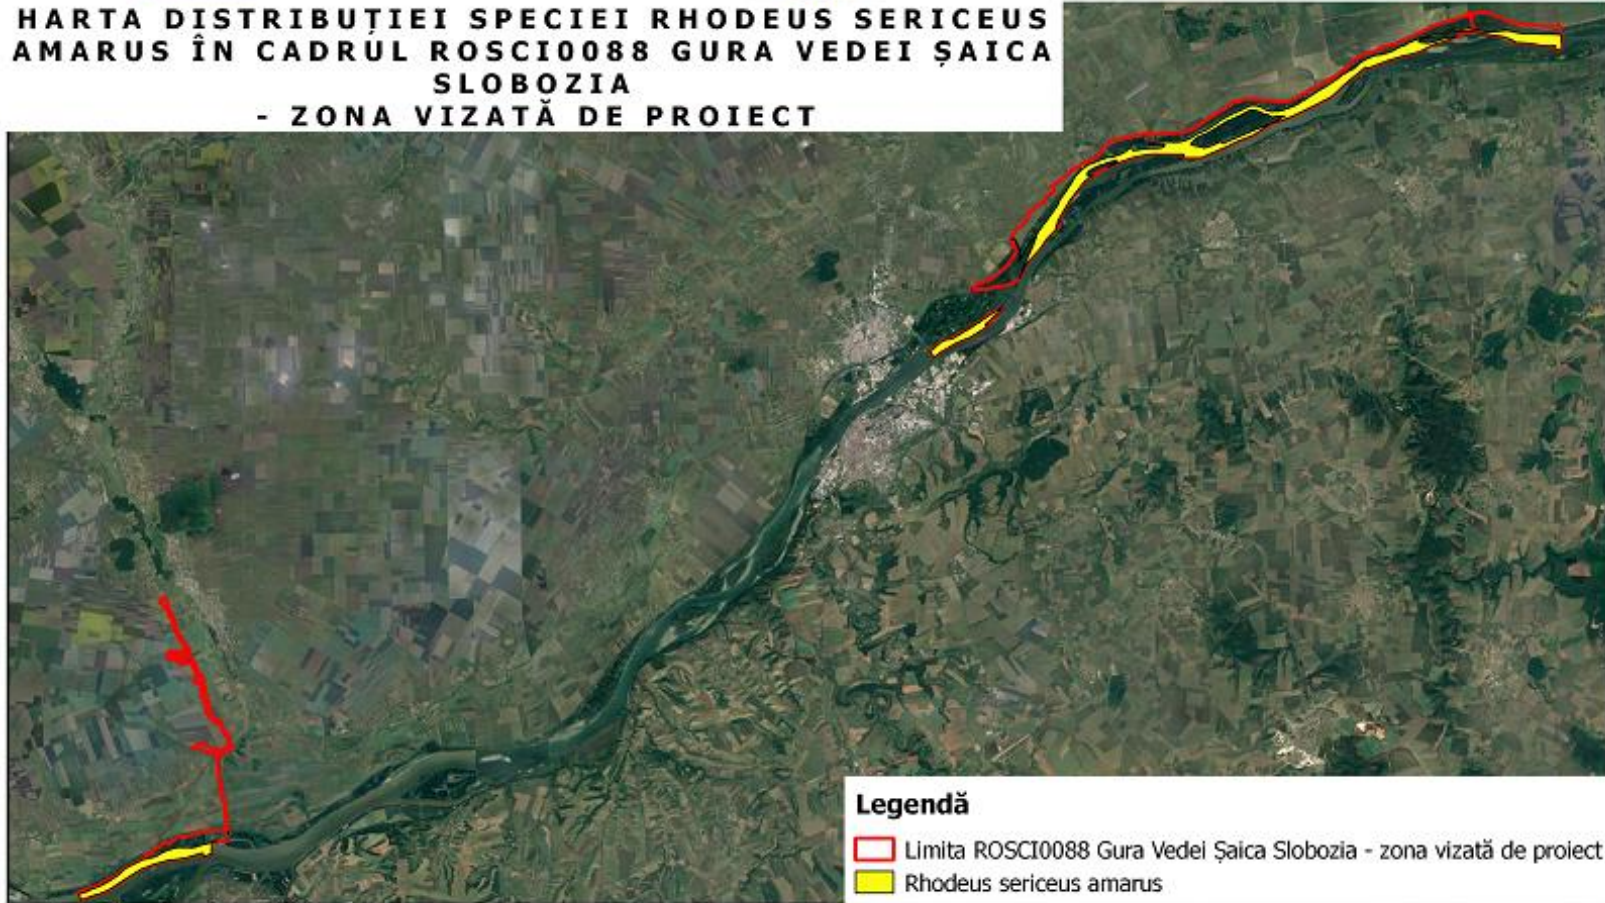 HARTA DISTRIBUȚIEI SPECIEI RHODEUS SERICEUS
AMARUS ÎN CADRUL ROSCI0088 GURA VEDEI ȘAICA
SLOBOZIA
- ZONA VIZATĂ DE PROIECT
Legendă
Limita ROSCI0088 Gura Vedei Șaica Slobozia - zona vizată de proiect
Rhodeus sericeus amarus